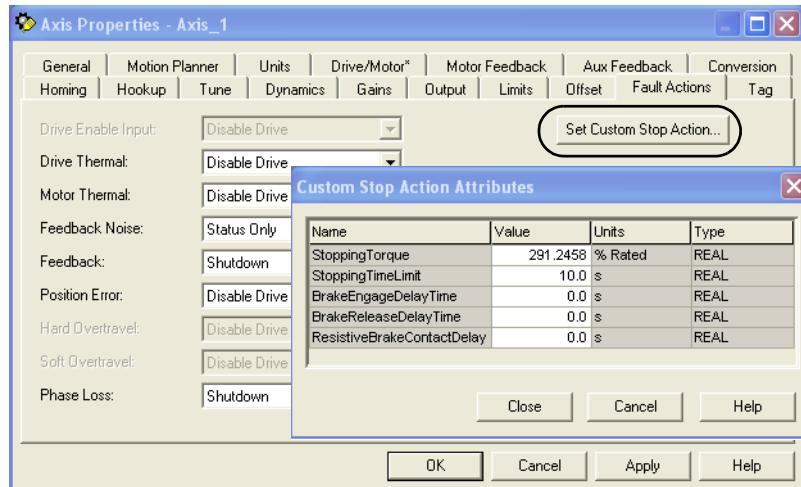 Axis Properties - Axis_1
General Motion Planner Units Drive/Motor* Motor Feedback Aux Feedback Conversion
Homing Hookup Tune Dynamics Gains Output Limits Offset Fault Actions Tag
Drive Enable Input: Disable Drive
Set Custom Stop Action...
Drive Thermal: Disable Drive
Motor Thermal: Disable Drive
Feedback Noise: Status Only
Feedback: Shutdown
Position Error: Disable Drive
Hard Overtravel: Disable Drive
Soft Overtravel: Disable Drive
Phase Loss: Shutdown
Custom Stop Action Attributes
Name Value Units Type
StoppingTorque 291.2458 % Rated REAL
StoppingTimeLimit 10.0 s REAL
BrakeEngageDelayTime 0.0 s REAL
BrakeReleaseDelayTime 0.0 s REAL
ResistiveBrakeContactDelay 0.0 s REAL
Close Cancel Help
OK Cancel Apply Help